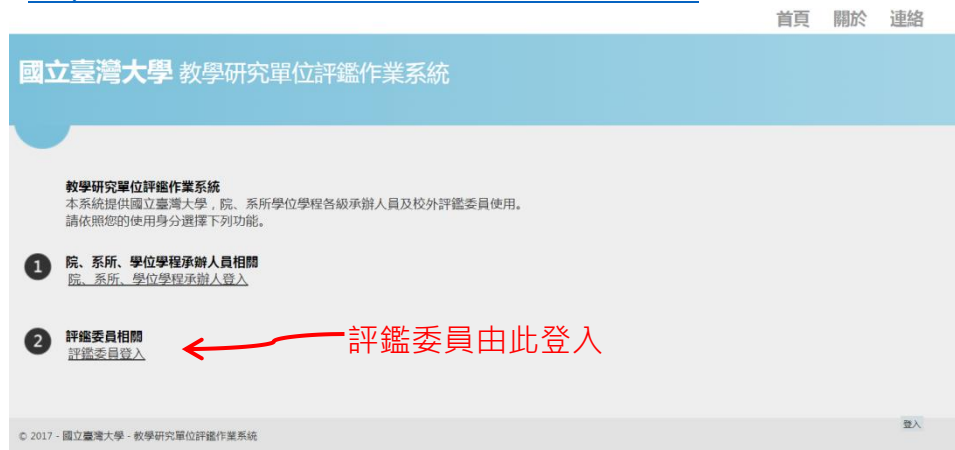 首頁 關於 連絡
國立臺灣大學 教學研究單位評鑑作業系統
教學研究單位評鑑作業系統
本系統提供國立臺灣大學，院、系所學位學程各級承辦人員及校外評鑑委員使用。
請依照您的使用身分選擇下列功能。
1 院、系所、學位學程承辦人員相關
院、系所、學位學程承辦人登入
2 評鑑委員相關
評鑑委員登入
評鑑委員由此登入
登入
© 2017 - 國立臺灣大學 - 教學研究單位評鑑作業系統